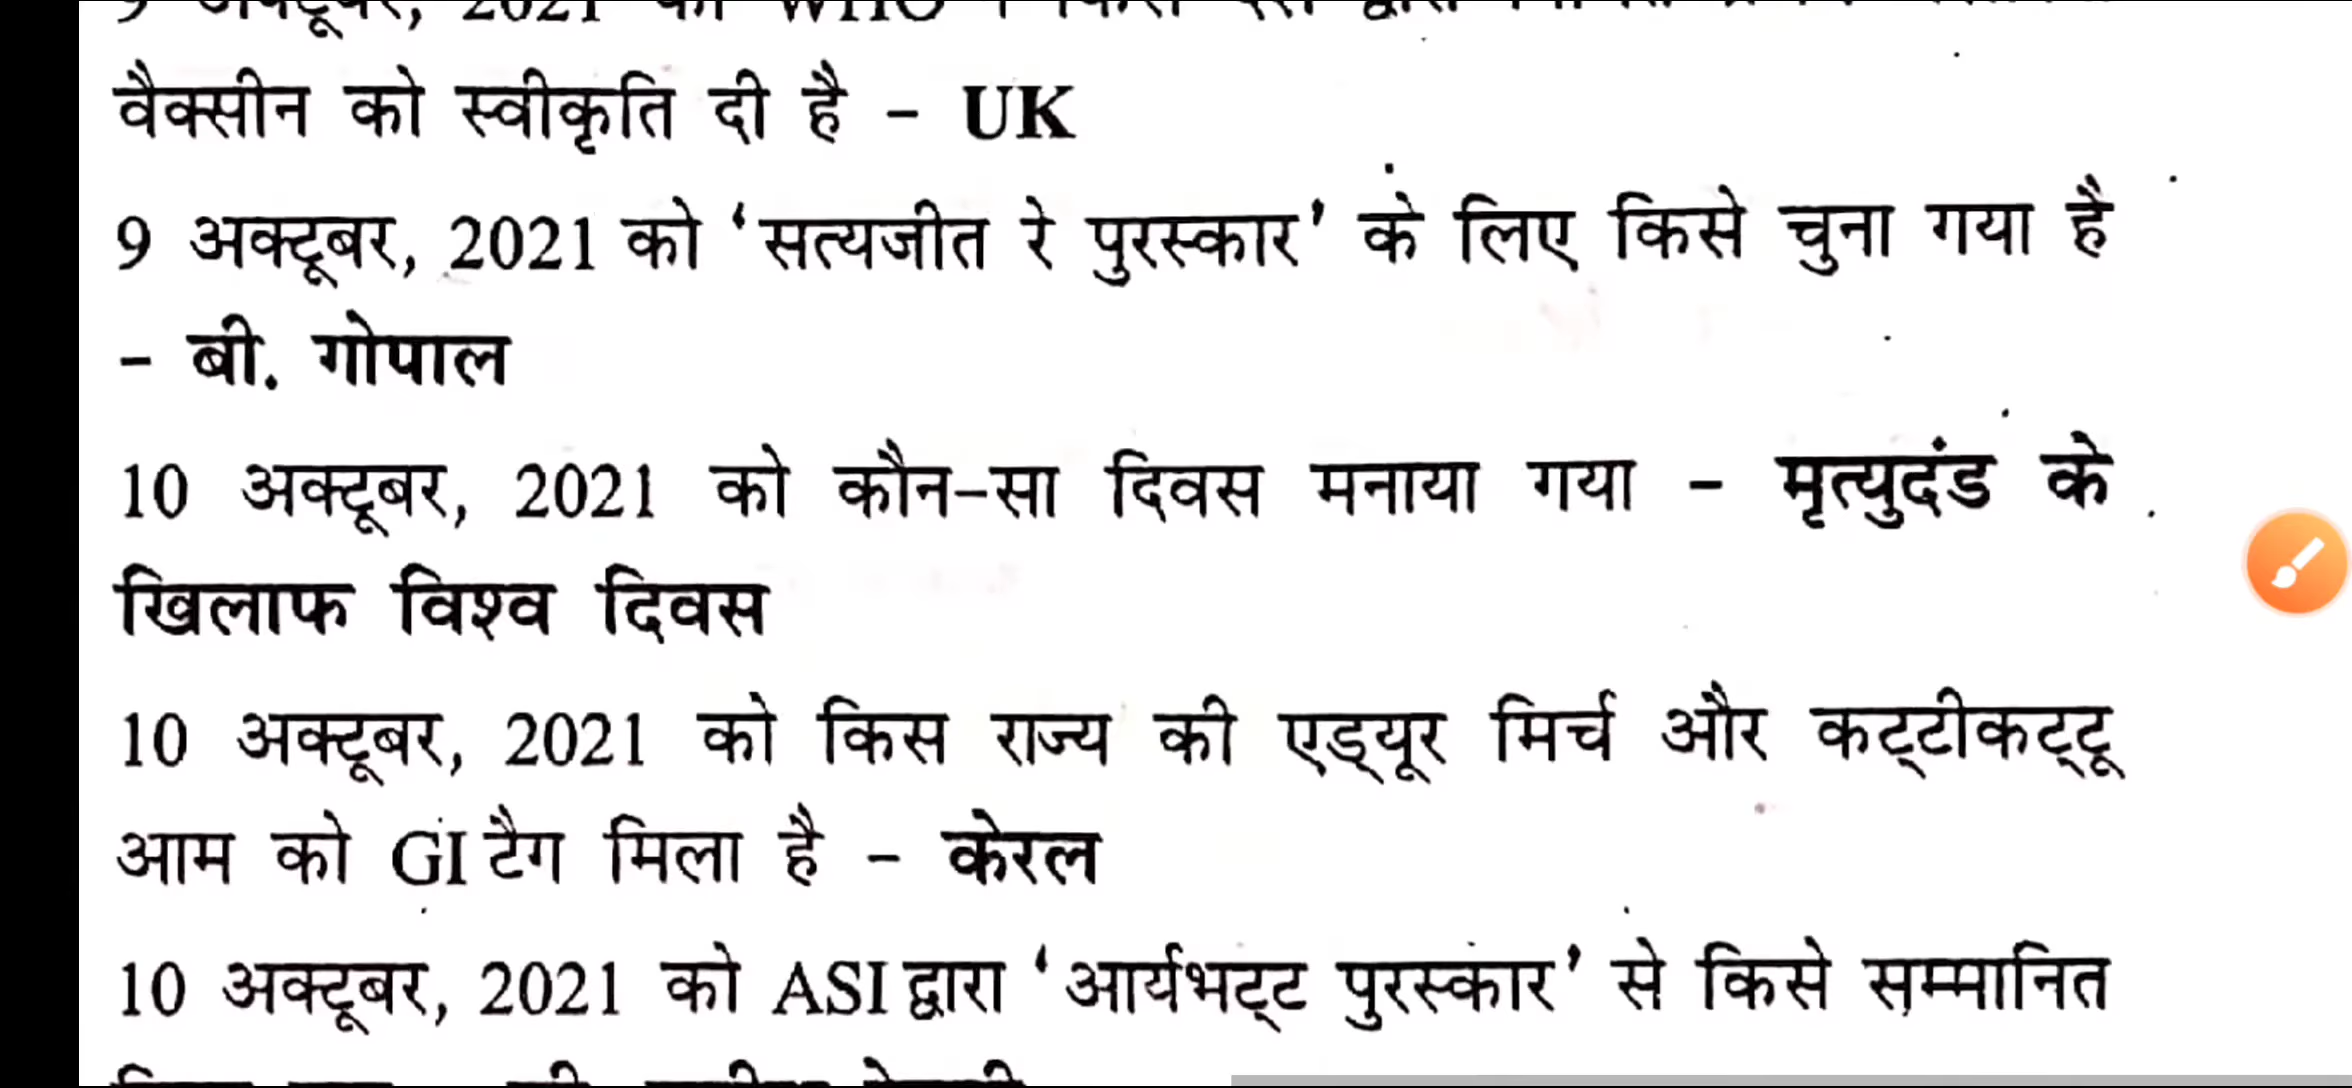 वैक्सीन को स्वीकृति दी है - UK
9 अक्टूबर, 2021 को 'सत्यजीत रे पुरस्कार' के लिए किसे चुना गया है
- बी. गोपाल
10 अक्टूबर, 2021 को कौन-सा दिवस मनाया गया - मृत्युदंड के
खिलाफ विश्व दिवस
10 अक्टूबर, 2021 को किस राज्य की एड्यूर मिर्च और कट्टीकट्टू
आम को GI टैग मिला है - केरल
10 अक्टूबर, 2021 को ASI द्वारा 'आर्यभट्ट पुरस्कार' से किसे सम्मानित